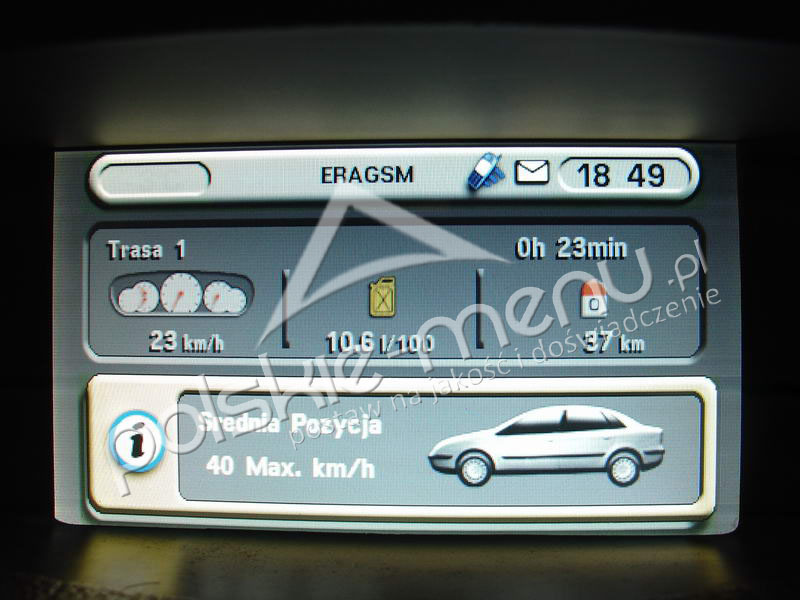 ERAGSM
18 49
Trasa 1
0h 23min
0
23 km/h
10.6 l/100
37 km
i
Średnia Pozycja
40 Max. km/h
polskie-menu.pl
postaw na jakość i doświadczenie